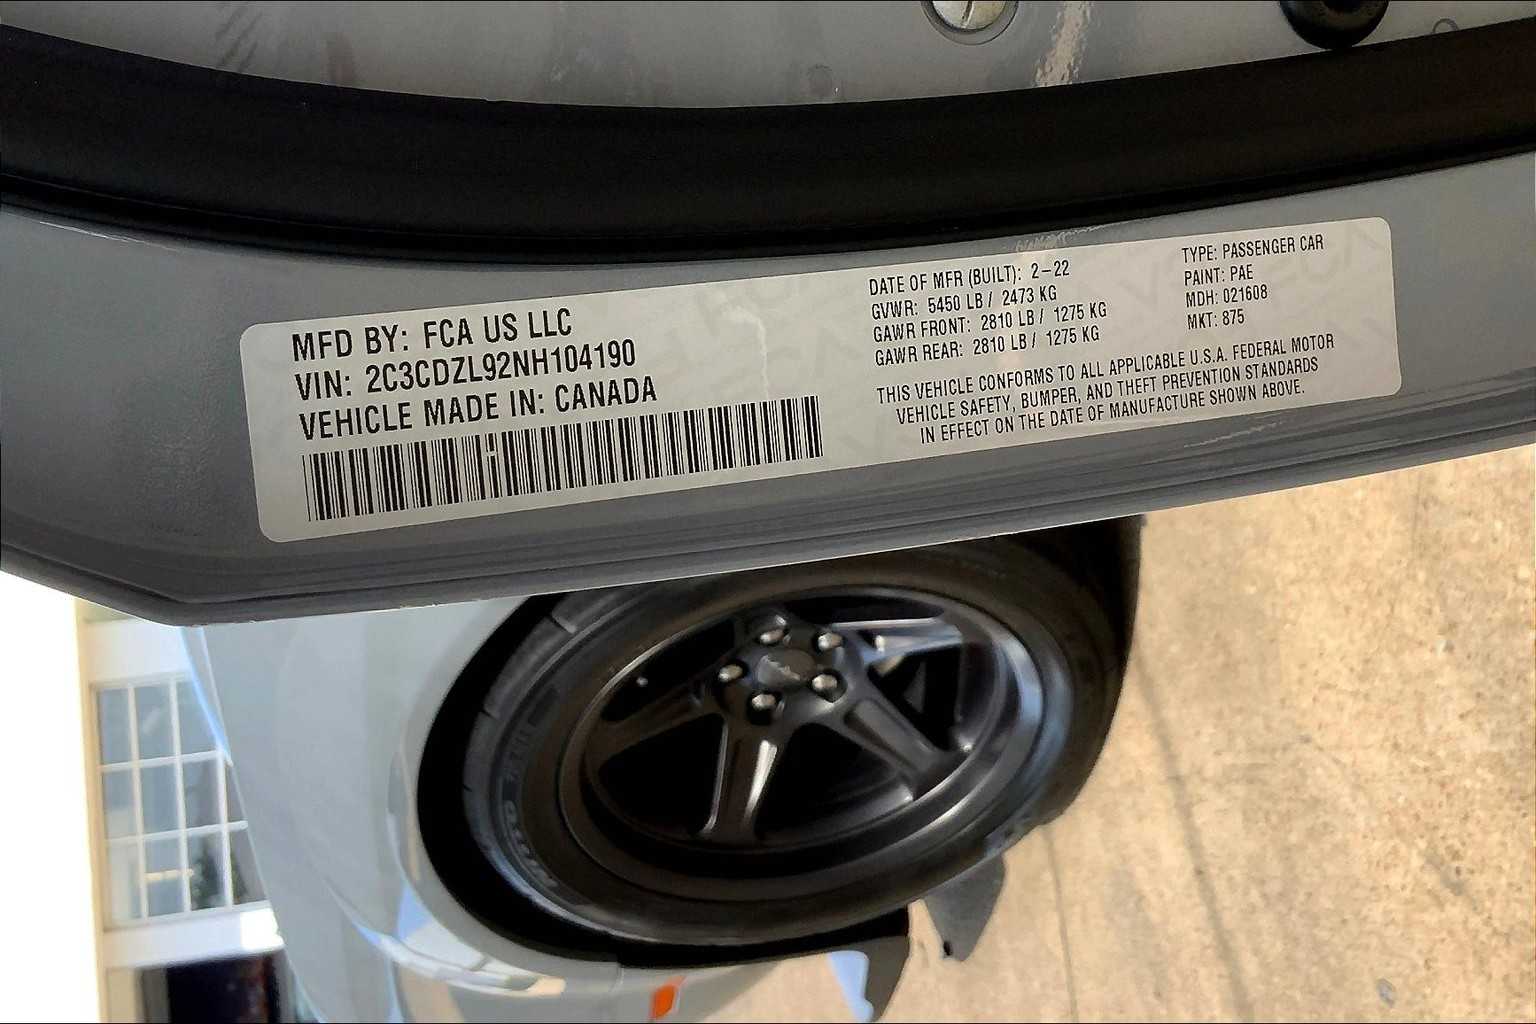 MFD BY: FCA US LLC
VIN: 2C3CDZL92NH104190
VEHICLE MADE IN: CANADA
DATE OF MFR (BUILT): 2-22
GVWR: 5450 LB / 2473 KG
GAWR FRONT: 2810 LB / 1275 KG
GAWR REAR: 2810 LB / 1275 KG
TYPE: PASSENGER CAR
PAINT: PAE
MDH: 021608
MKT: 875
THIS VEHICLE CONFORMS TO ALL APPLICABLE U.S.A. FEDERAL MOTOR
VEHICLE SAFETY, BUMPER, AND THEFT PREVENTION STANDARDS
IN EFFECT ON THE DATE OF MANUFACTURE SHOWN ABOVE.